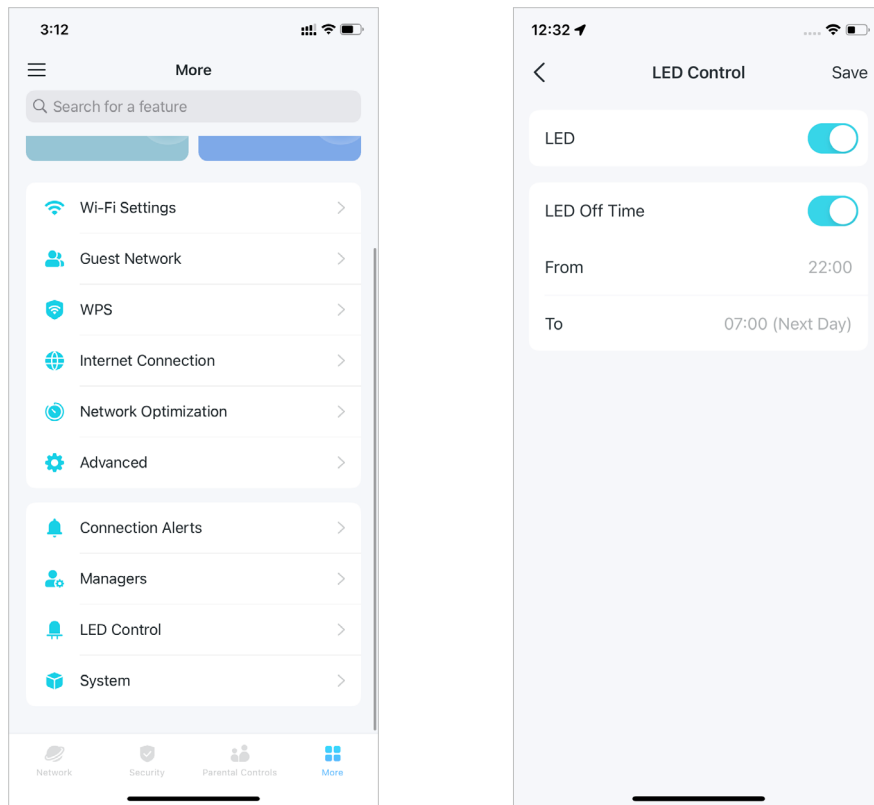 3:12
More
Search for a feature
Wi-Fi Settings
Guest Network
WPS
Internet Connection
Network Optimization
Advanced
Connection Alerts
Managers
LED Control
System
Network
Security
Parental Controls
More
12:32
LED Control
Save
LED
LED Off Time
From
22:00
To
07:00 (Next Day)